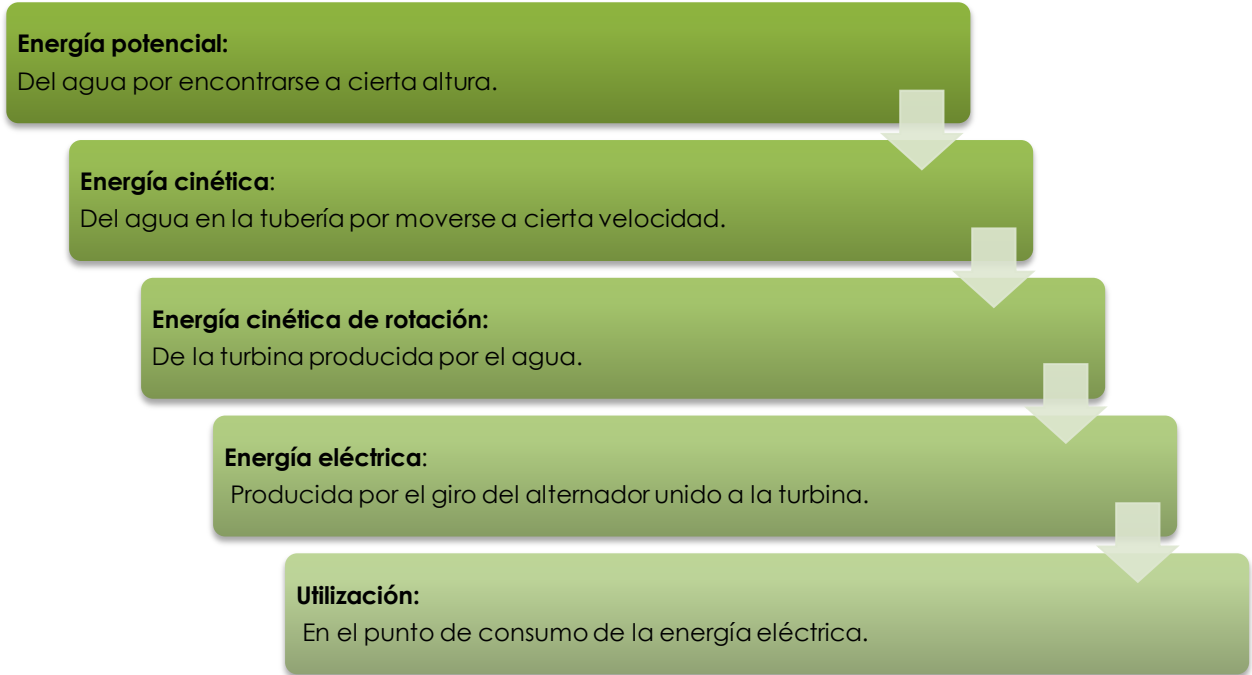 Energía potencial:
Del agua por encontrarse a cierta altura.
Energía cinética:
Del agua en la tubería por moverse a cierta velocidad.
Energía cinética de rotación:
De la turbina producida por el agua.
Energía eléctrica:
Producida por el giro del alternador unido a la turbina.
Utilización:
En el punto de consumo de la energía eléctrica.